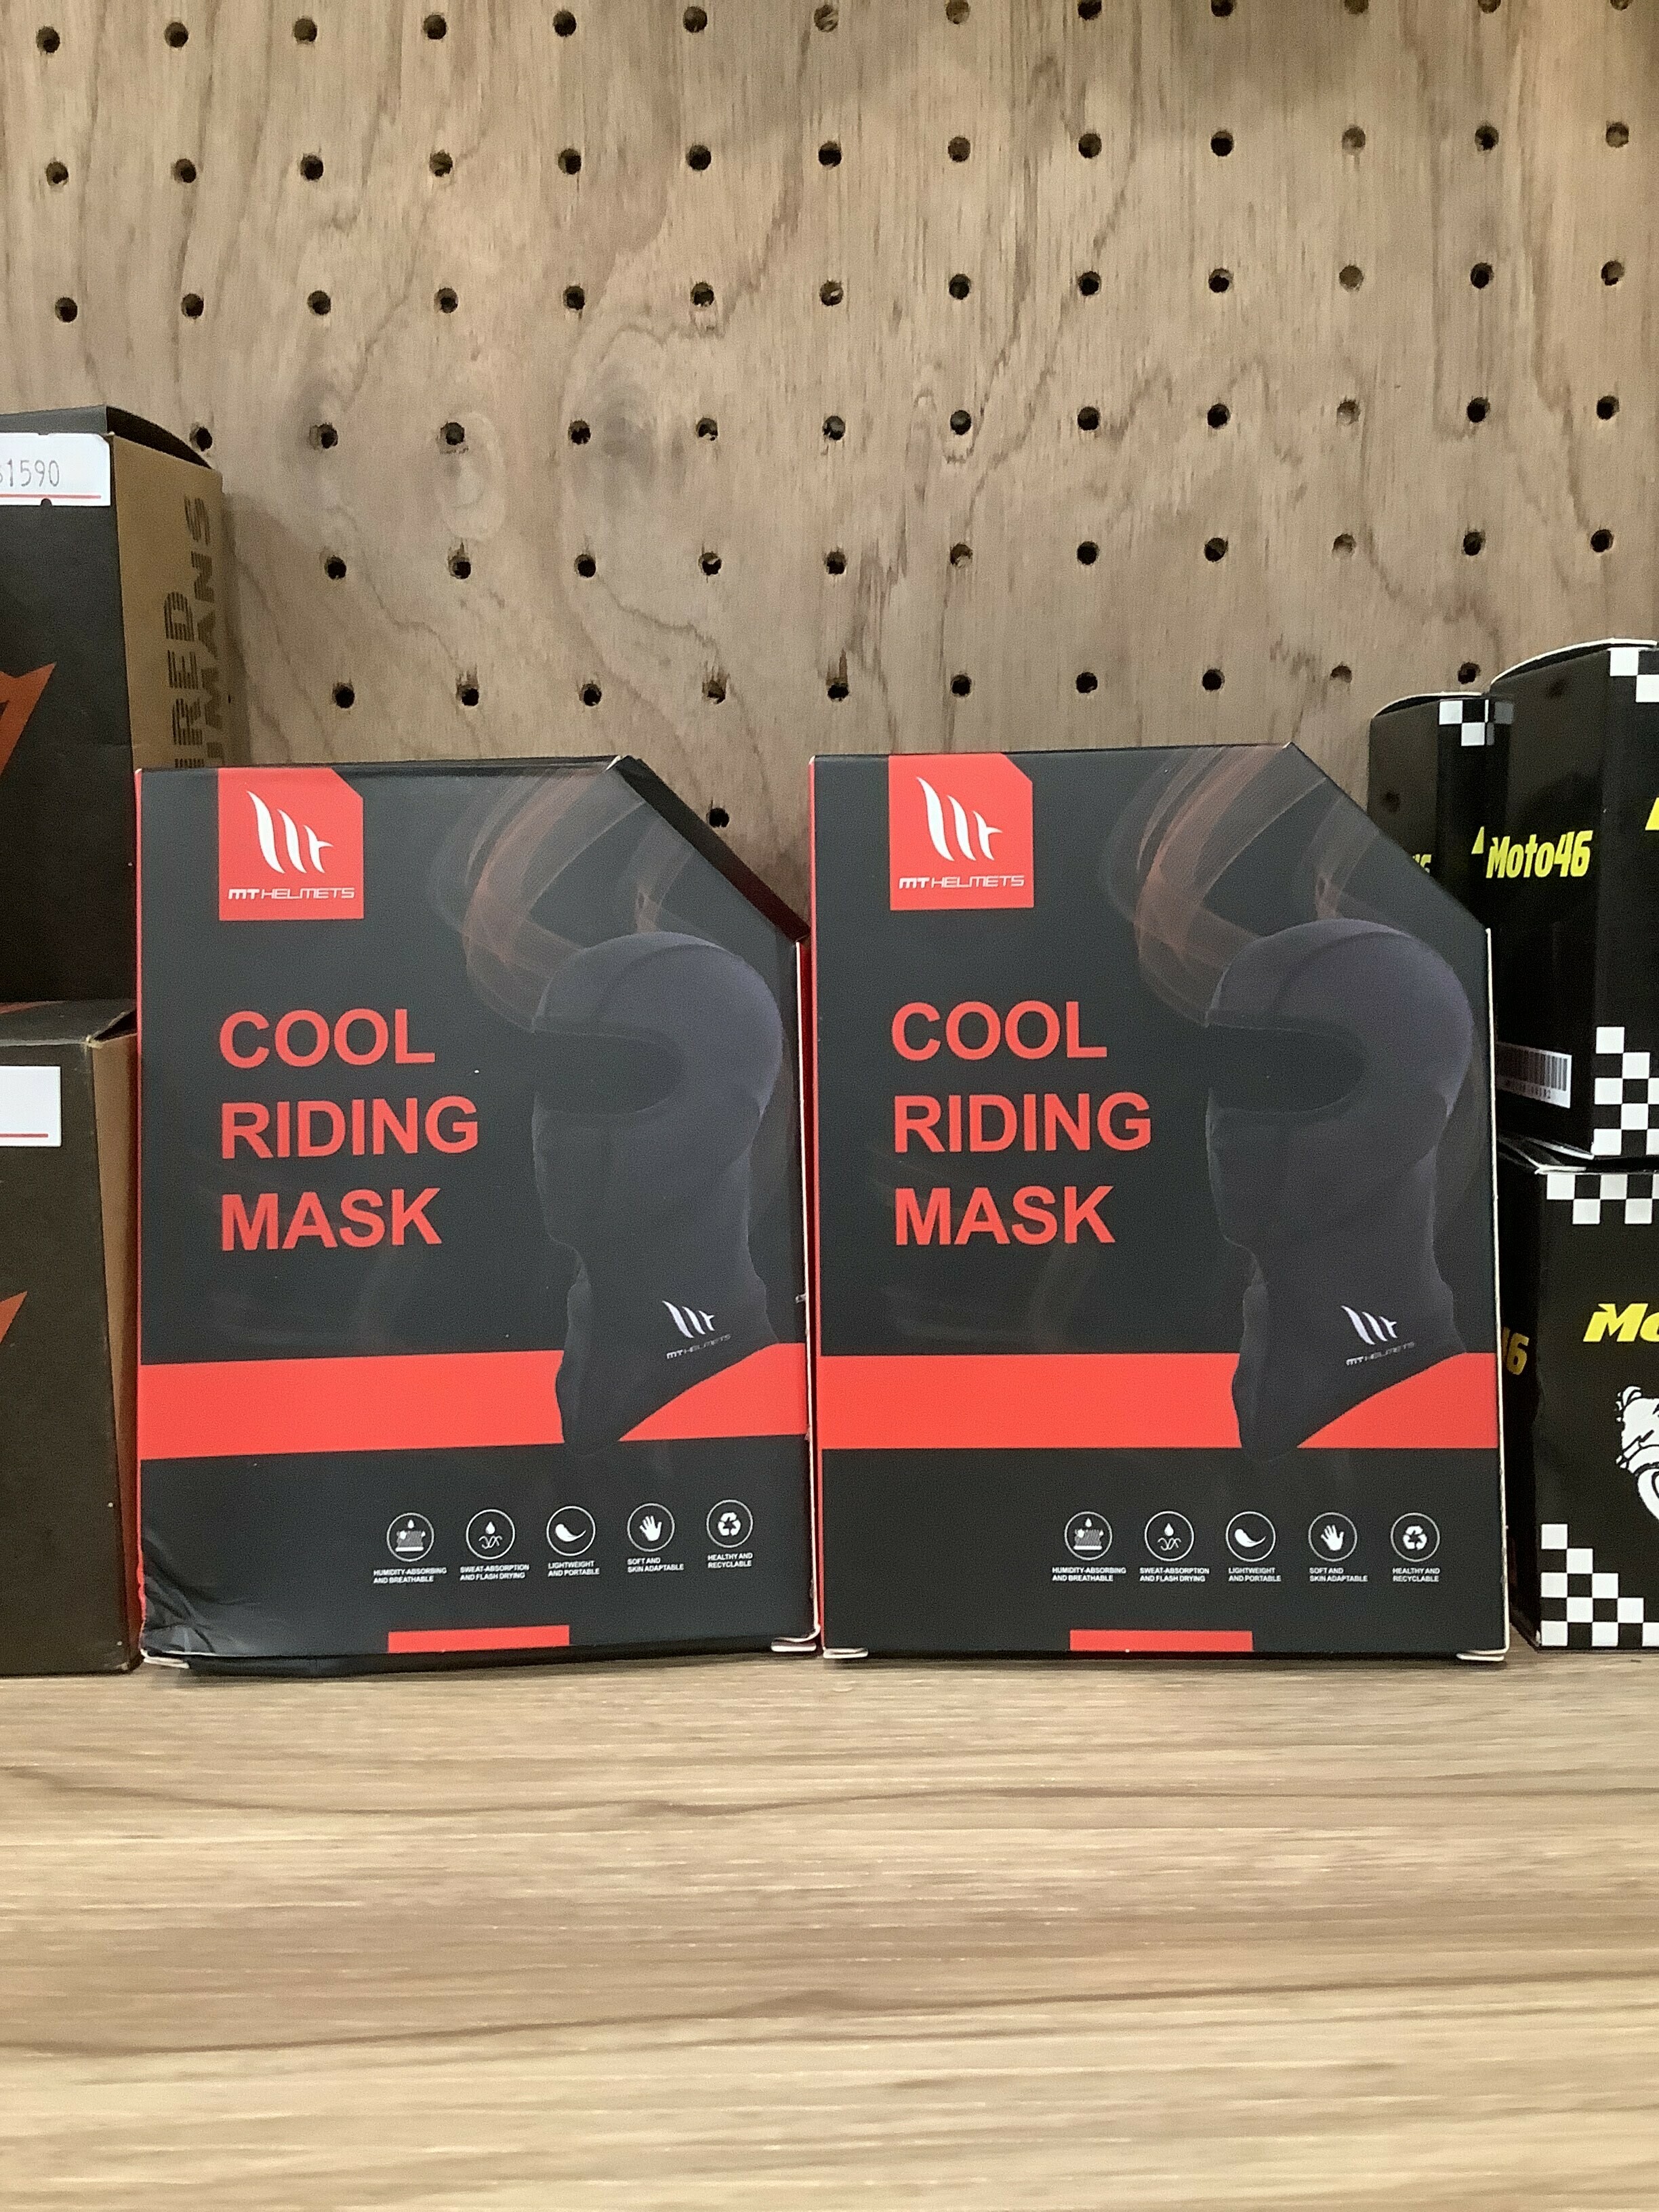 $1590
MT HELMETS
COOL
RIDING
MASK
MT HELMETS
HUMIDITY-ABSORBING
AND BREATHABLE
SWEAT-ABSORPTION
AND FLASH DRYING
LIGHTWEIGHT
AND PORTABLE
SOFT AND
SKIN ADAPTABLE
HEALTHY AND
RECYCLABLE
MT HELMETS
COOL
RIDING
MASK
MT HELMETS
HUMIDITY-ABSORBING
AND BREATHABLE
SWEAT-ABSORPTION
AND FLASH DRYING
LIGHTWEIGHT
AND PORTABLE
SOFT AND
SKIN ADAPTABLE
HEALTHY AND
RECYCLABLE
Moto46